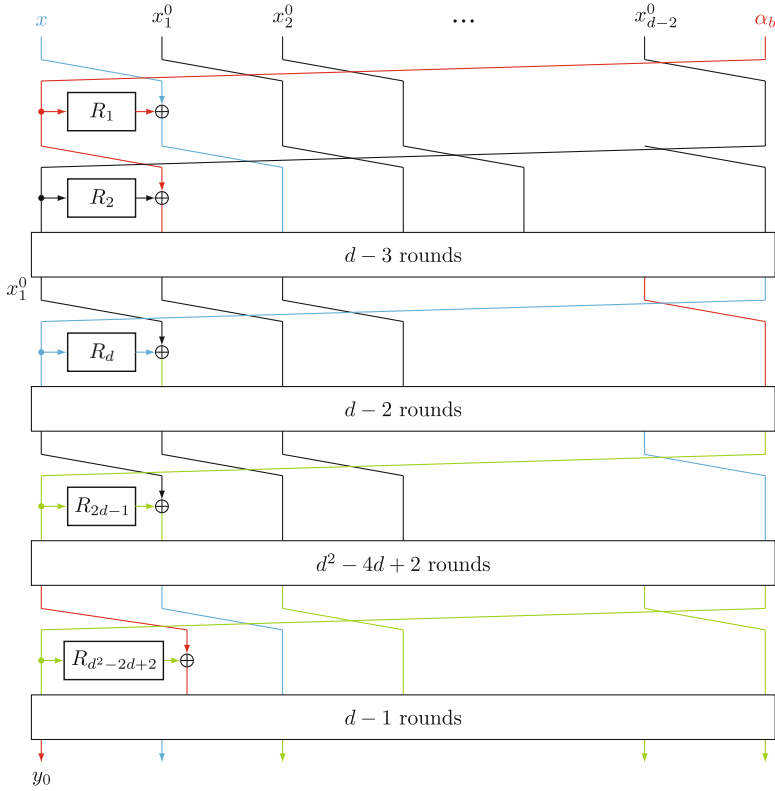 x x_1^0 x_2^0 ... x_{d-2}^0 α_b
R_1
R_2
d − 3 rounds
x_1^0
R_d
d − 2 rounds
R_{2d−1}
d^2 − 4d + 2 rounds
R_{d^2−2d+2}
d − 1 rounds
y_0